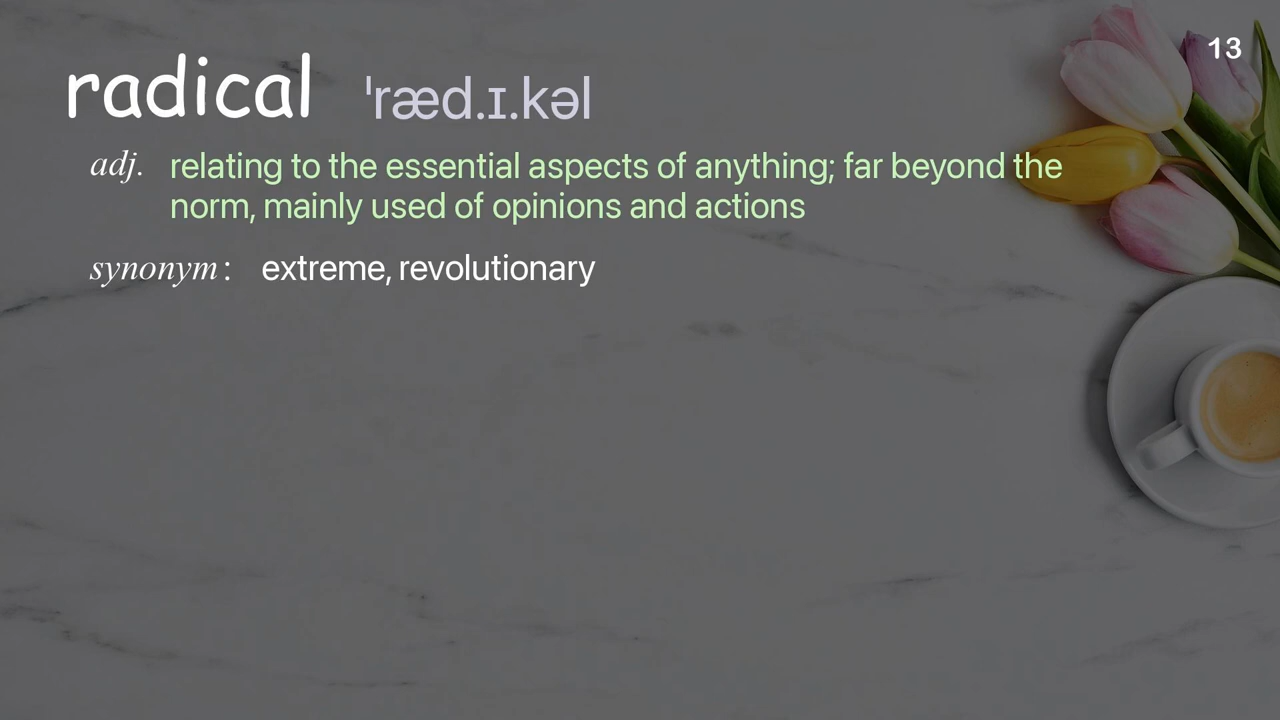 13
radical ˈræd.ɪ.kəl
adj. relating to the essential aspects of anything; far beyond the
norm, mainly used of opinions and actions
synonym: extreme, revolutionary